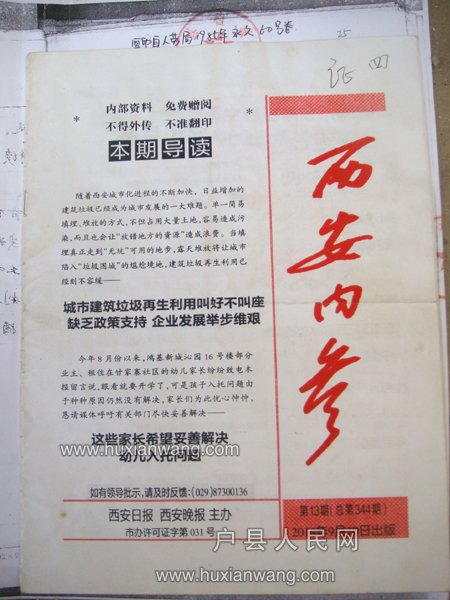 证四
内部资料 免费赠阅
不得外传 不准翻印
本期导读
随着西安城市化进程的不断加快，日益增加的
建筑垃圾已经成为城市发展的一大难题。单一简易
填埋、堆放的方式，不但占用大量土地，容易造成污
染，而且也会让“放错地方的资源”造成浪费。当填
埋真正走到“无坑”可用的地步，露天堆放将让城市
陷入“垃圾围城”的尴尬境地，建筑垃圾再生利用已
经刻不容缓——
城市建筑垃圾再生利用叫好不叫座
缺乏政策支持 企业发展举步维艰
今年8月份以来，鸿基新城沁园16号楼部分
业主、租住在甘家寨社区的幼儿家长纷纷致电本
报留言说，眼看就要开学了，可是孩子入托问题由
于种种原因仍然没有解决，家长们为此忧心忡忡，
恳请媒体呼吁有关部门尽快妥善解决——
这些家长希望妥善解决
幼儿入托问题
如有领导批示，请及时反馈：(029)87300136
西安日报 西安晚报 主办
市办许可证字第031号
西安内参
第13期(总第344期)
日出版
www.huxianwang.com
www.huxianwang.com
户县人民网
www.huxianwang.com